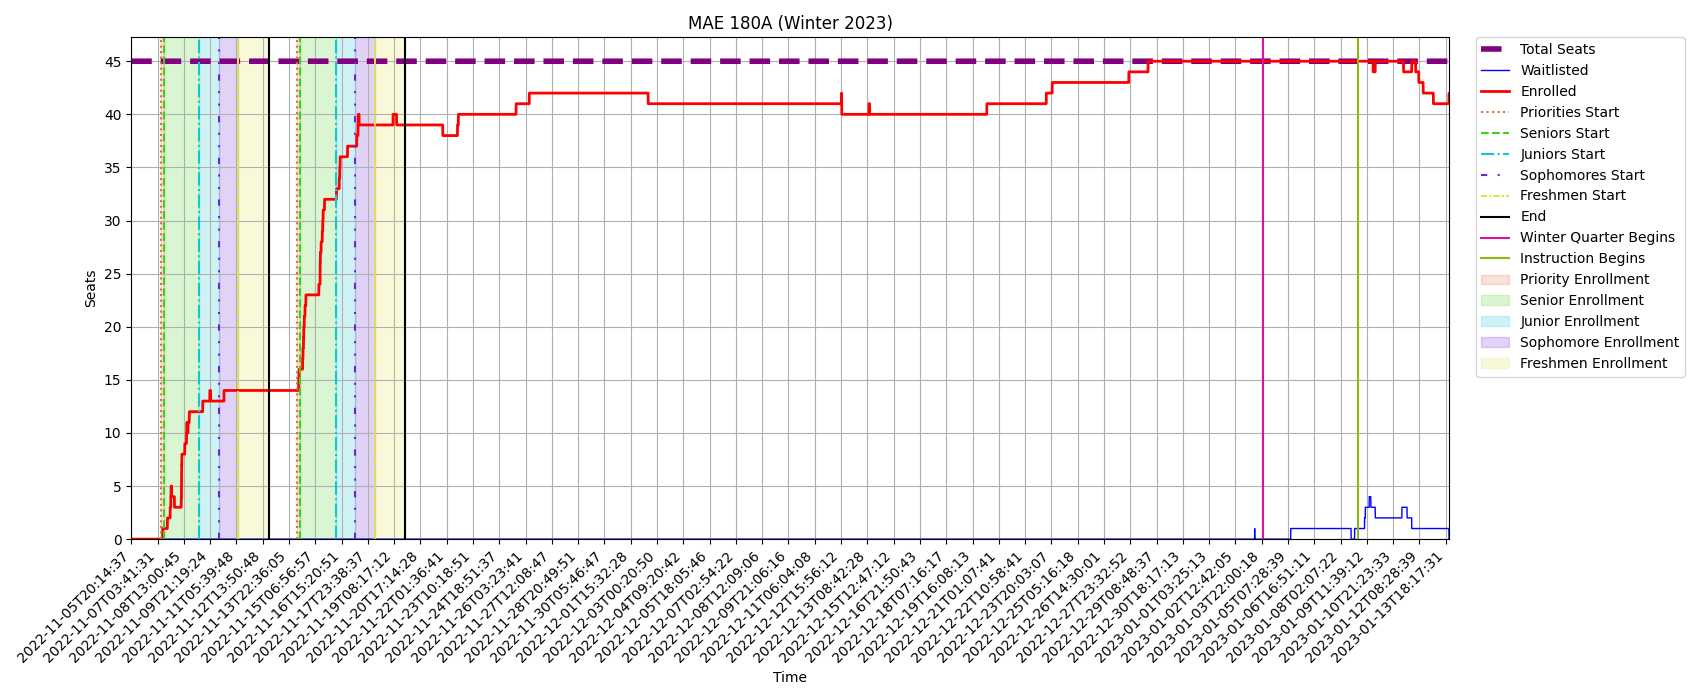 MAE 180A (Winter 2023)
Seats
45
40
35
30
25
20
15
10
5
0
2022-11-05T20:14:37
2022-11-07T03:41:31
2022-11-08T13:00:45
2022-11-09T21:19:24
2022-11-11T05:39:48
2022-11-12T13:50:48
2022-11-13T22:36:05
2022-11-15T06:56:57
2022-11-16T15:20:51
2022-11-17T23:38:37
2022-11-19T08:17:12
2022-11-20T17:14:28
2022-11-22T01:36:41
2022-11-23T10:18:51
2022-11-24T18:51:37
2022-11-26T03:23:41
2022-11-27T12:08:47
2022-11-28T20:49:51
2022-11-30T05:46:47
2022-12-01T15:32:28
2022-12-03T00:20:50
2022-12-04T09:20:42
2022-12-05T18:05:46
2022-12-07T02:54:22
2022-12-08T12:09:06
2022-12-09T21:06:16
2022-12-11T06:04:08
2022-12-12T15:56:12
2022-12-13T08:42:28
2022-12-15T12:47:12
2022-12-16T21:50:43
2022-12-18T07:16:17
2022-12-19T16:08:13
2022-12-21T01:07:41
2022-12-22T10:58:41
2022-12-23T20:03:07
2022-12-25T05:16:18
2022-12-26T14:30:01
2022-12-27T23:32:52
2022-12-29T08:48:37
2022-12-30T18:17:13
2023-01-01T03:25:13
2023-01-02T12:42:05
2023-01-03T22:00:18
2023-01-05T07:28:39
2023-01-06T16:51:11
2023-01-08T02:07:22
2023-01-09T11:39:12
2023-01-10T21:23:33
2023-01-12T08:28:39
2023-01-13T18:17:31
Time
Total Seats
Waitlisted
Enrolled
Priorities Start
Seniors Start
Juniors Start
Sophomores Start
Freshmen Start
End
Winter Quarter Begins
Instruction Begins
Priority Enrollment
Senior Enrollment
Junior Enrollment
Sophomore Enrollment
Freshmen Enrollment